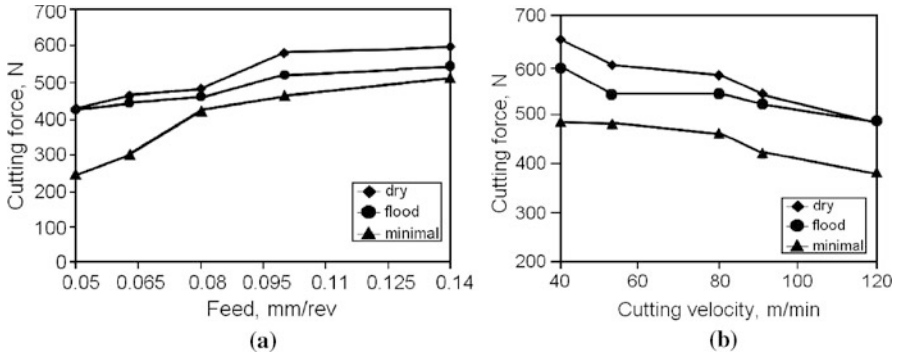 (a)
700
600
500
400
300
200
100
0
Cutting force, N
dry
flood
minimal
0.05 0.065 0.08 0.095 0.11 0.125 0.14
Feed, mm/rev
(a)
(b)
700
600
500
400
300
200
Cutting force, N
dry
flood
minimal
40 60 80 100 120
Cutting velocity, m/min
(b)